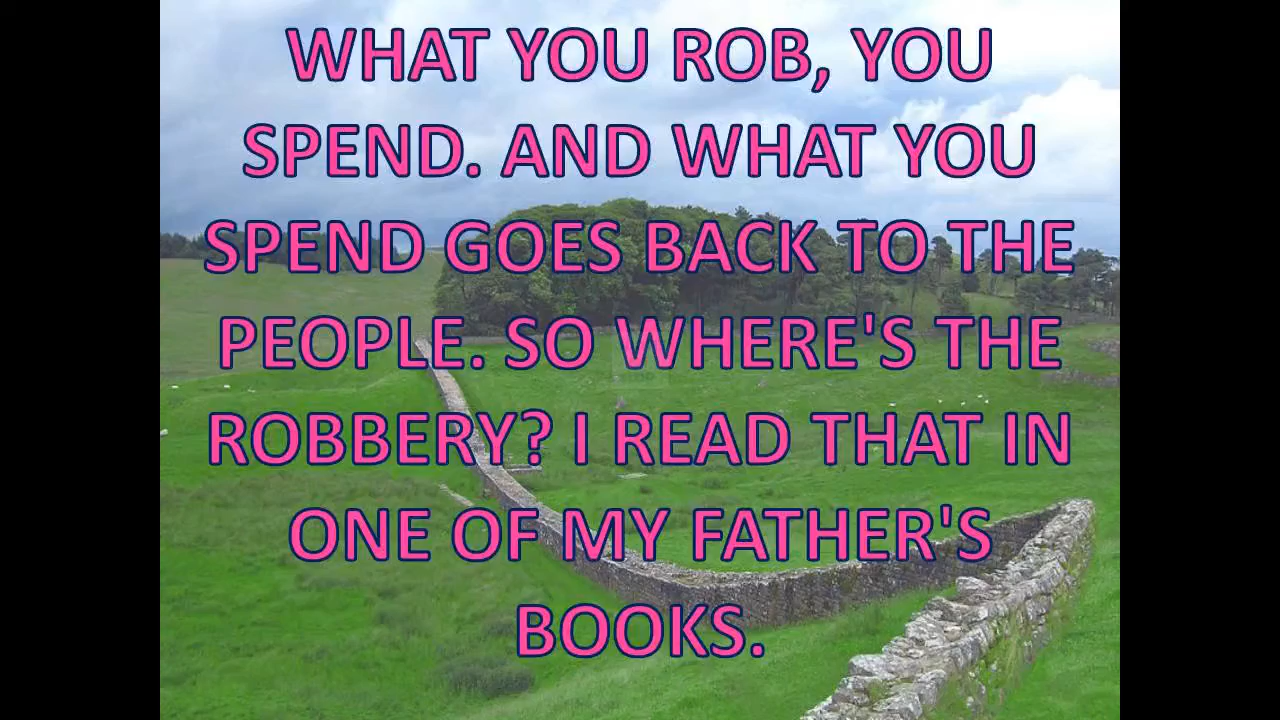 WHAT YOU ROB, YOU
SPEND. AND WHAT YOU
SPEND GOES BACK TO THE
PEOPLE. SO WHERE'S THE
ROBBERY? I READ THAT IN
ONE OF MY FATHER'S
BOOKS.